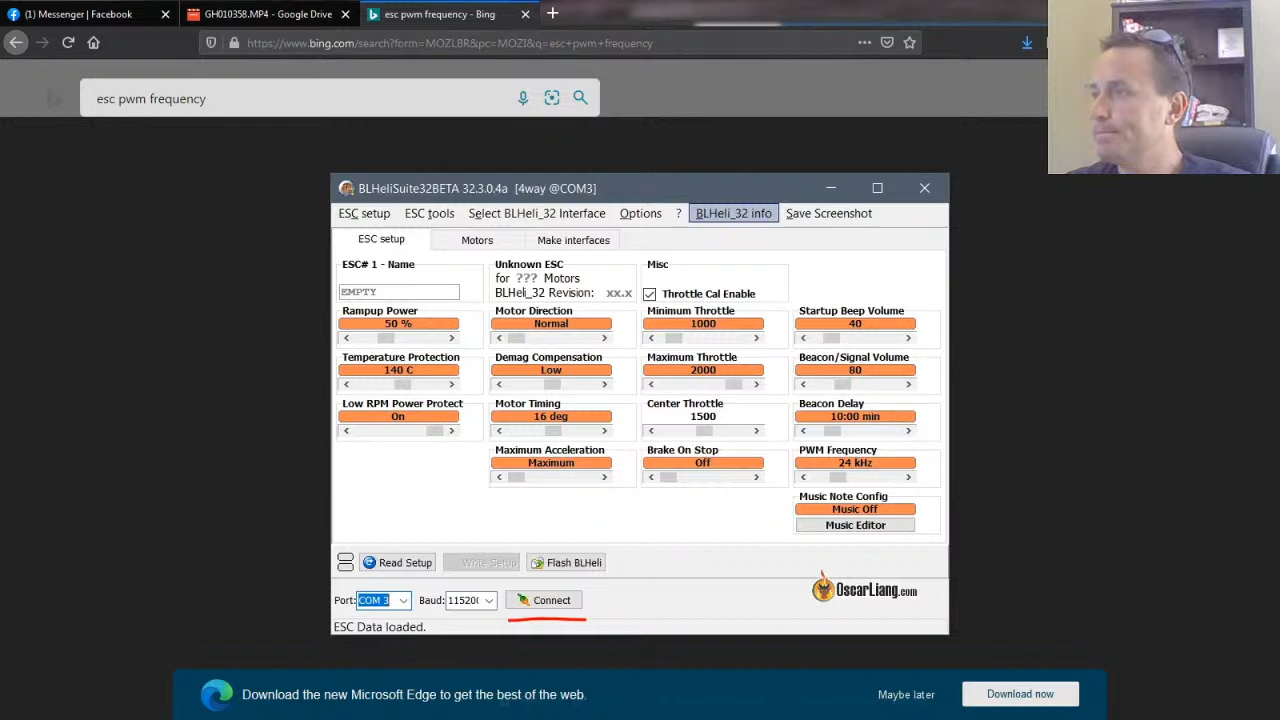 (1) Messenger | Facebook
GH010358.MP4 - Google Drive
esc pwm frequency - Bing
https://www.bing.com/search?form=MOZLBR&pc=MOZI&q=esc+pwm+frequency
esc pwm frequency
BLHeliSuite32BETA 32.3.0.4a [4way @COM3]
ESC setup ESC tools Select BLHeli_32 Interface Options ? BLHeli_32 info Save Screenshot
ESC setup Motors Make interfaces
ESC# 1 - Name
EMPTY
Unknown ESC
for ??? Motors
BLHeli_32 Revision: xx.x
Misc
Throttle Cal Enable
Rampup Power
50 %
Motor Direction
Normal
Minimum Throttle
1000
Startup Beep Volume
40
Temperature Protection
140 C
Demag Compensation
Low
Maximum Throttle
2000
Beacon/Signal Volume
80
Low RPM Power Protect
On
Motor Timing
16 deg
Center Throttle
1500
Beacon Delay
10:00 min
Maximum Acceleration
Maximum
Brake On Stop
Off
PWM Frequency
24 kHz
Music Note Config
Music Off
Music Editor
Read Setup Write Setup Flash BLHeli
OscarLiang.com
Port: COM 3 Baud: 11520 Connect
ESC Data loaded.
Download the new Microsoft Edge to get the best of the web.
Maybe later
Download now